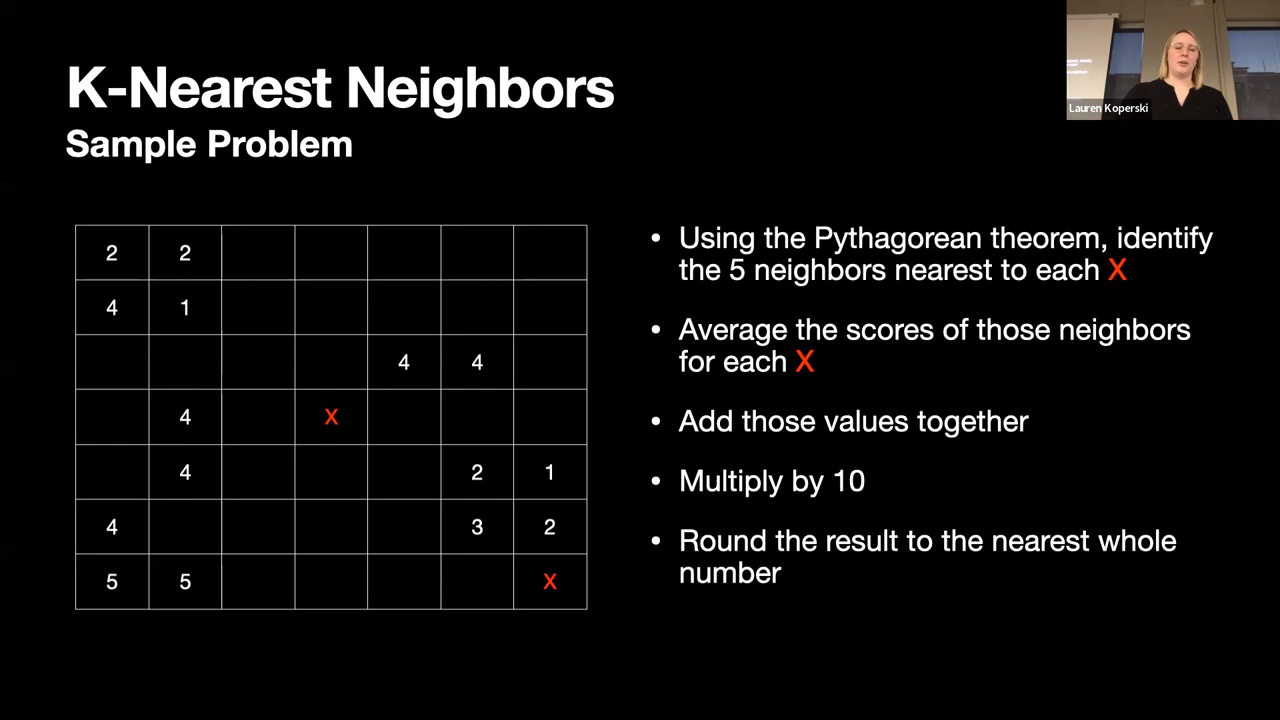 K-Nearest Neighbors
Sample Problem
Lauren Koperski
2 2
4 1
4 4
4 X
4 2 1
4 3 2
5 5 X
• Using the Pythagorean theorem, identify
the 5 neighbors nearest to each X
• Average the scores of those neighbors
for each X
• Add those values together
• Multiply by 10
• Round the result to the nearest whole
number